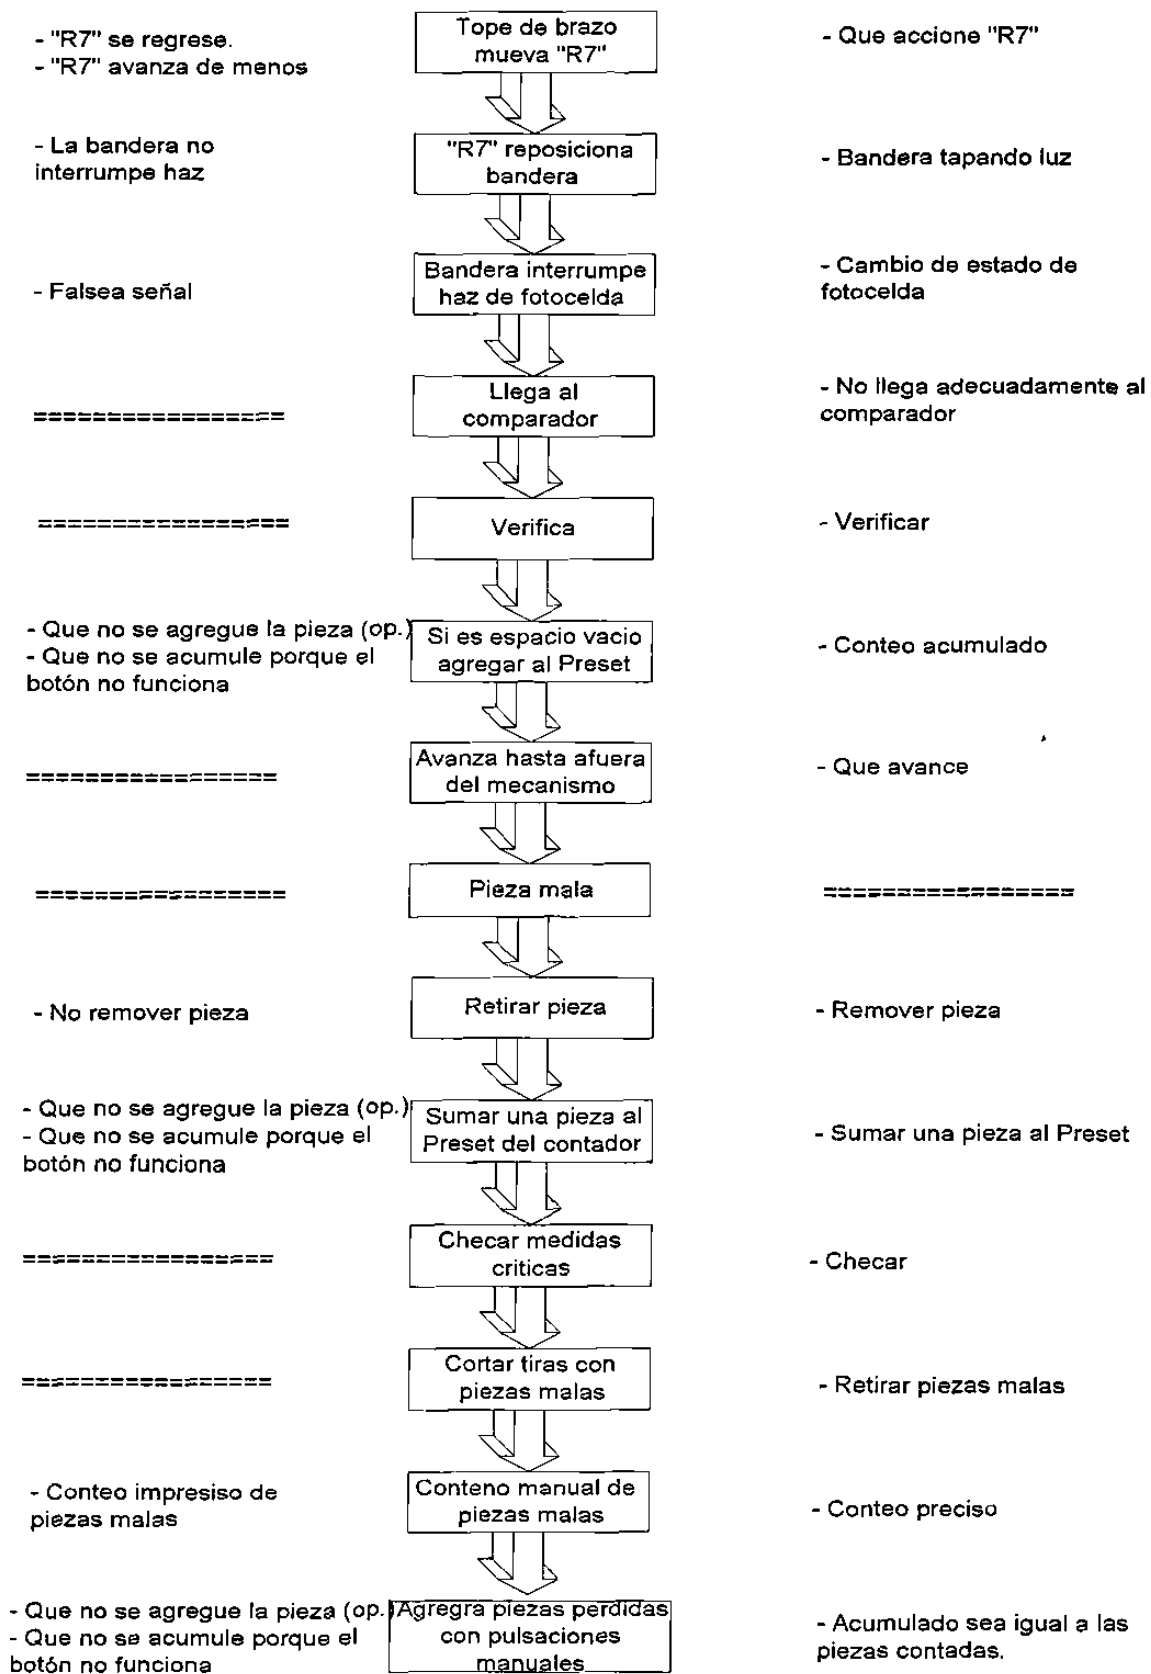 - "R7" se regrese.
- "R7" avanza de menos
Tope de brazo
mueva "R7"
- Que accione "R7"
- La bandera no
interrumpe haz
"R7" reposiciona
bandera
- Bandera tapando luz
- Falsea señal
Bandera interrumpe
haz de fotocelda
- Cambio de estado de
fotocelda
=================
Llega al
comparador
- No llega adecuadamente al
comparador
=================
Verifica
- Verificar
- Que no se agregue la pieza (op.)
- Que no se acumule porque el
botón no funciona
Si es espacio vacio
agregar al Preset
- Conteo acumulado
=================
Avanza hasta afuera
del mecanismo
- Que avance
=================
Pieza mala
=================
- No remover pieza
Retirar pieza
- Remover pieza
- Que no se agregue la pieza (op.)
- Que no se acumule porque el
botón no funciona
Sumar una pieza al
Preset del contador
- Sumar una pieza al Preset
=================
Checar medidas
criticas
- Checar
=================
Cortar tiras con
piezas malas
- Retirar piezas malas
- Conteo impresiso de
piezas malas
Conteno manual de
piezas malas
- Conteo preciso
- Que no se agregue la pieza (op.)
- Que no se acumule porque el
botón no funciona
Agregra piezas perdidas
con pulsaciones
manuales
- Acumulado sea igual a las
piezas contadas.